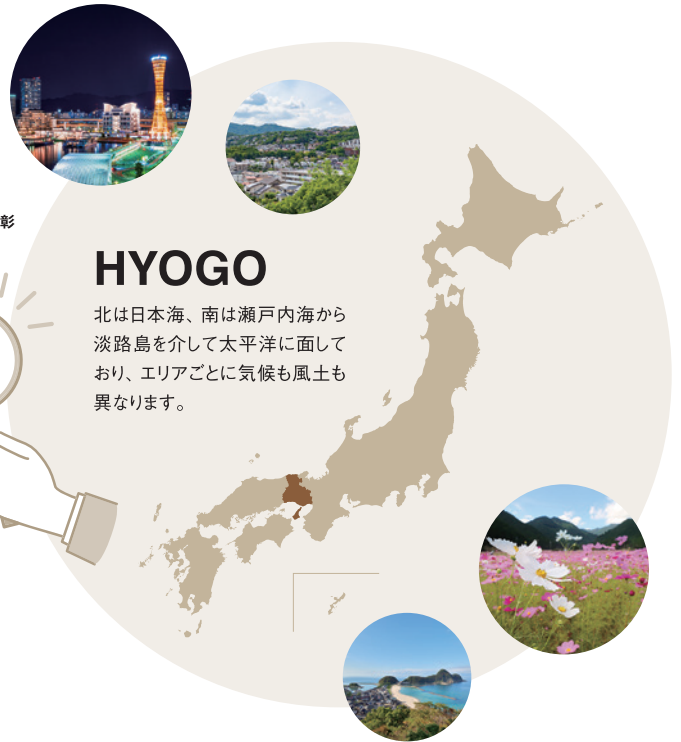 彰
HYOGO
北は日本海、南は瀬戸内海から
淡路島を介して太平洋に面して
おり、エリアごとに気候も風土も
異なります。